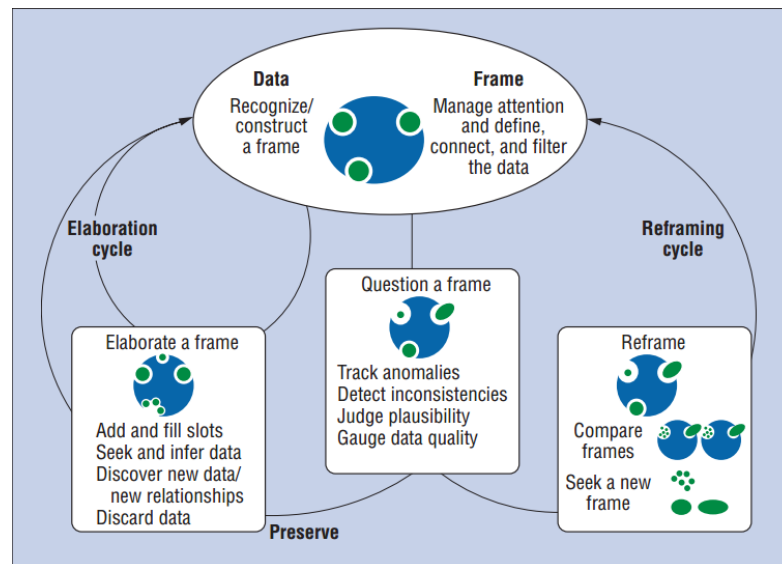 Data
Recognize/
construct
a frame
Frame
Manage attention
and define,
connect, and filter
the data
Elaboration
cycle
Reframing
cycle
Question a frame
Track anomalies
Detect inconsistencies
Judge plausibility
Gauge data quality
Elaborate a frame
Add and fill slots
Seek and infer data
Discover new data/
new relationships
Discard data
Reframe
Compare
frames
Seek a new
frame
Preserve